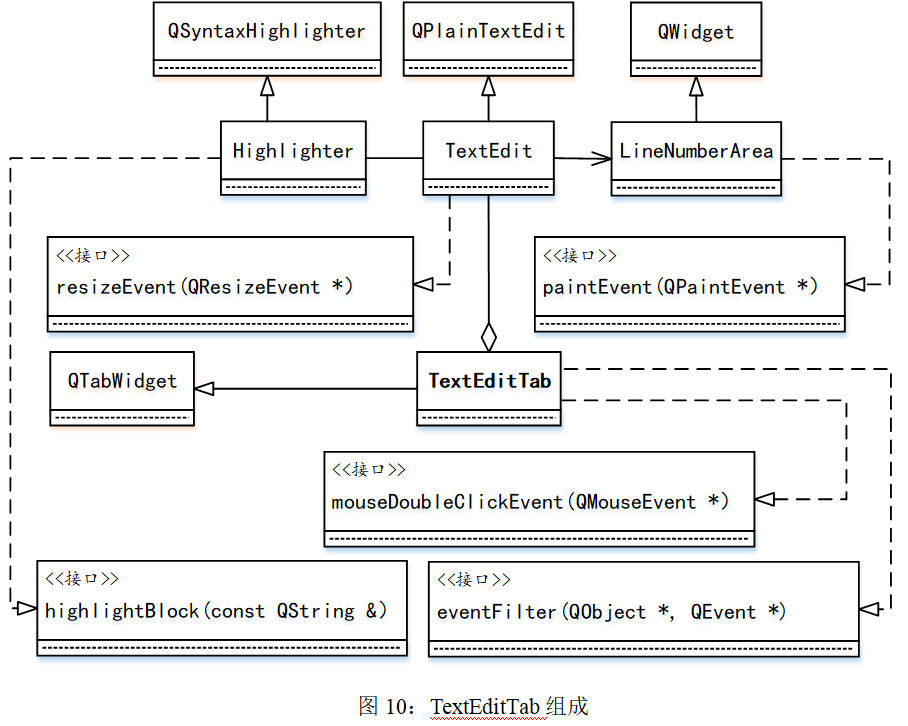 QSyntaxHighlighter
QPlainTextEdit
QWidget
Highlighter
TextEdit
LineNumberArea
<<接口>>
resizeEvent(QResizeEvent *)
<<接口>>
paintEvent(QPaintEvent *)
QTabWidget
TextEditTab
<<接口>>
mouseDoubleClickEvent(QMouseEvent *)
<<接口>>
highlightBlock(const QString &)
<<接口>>
eventFilter(QObject *, QEvent *)
图 10：TextEditTab 组成